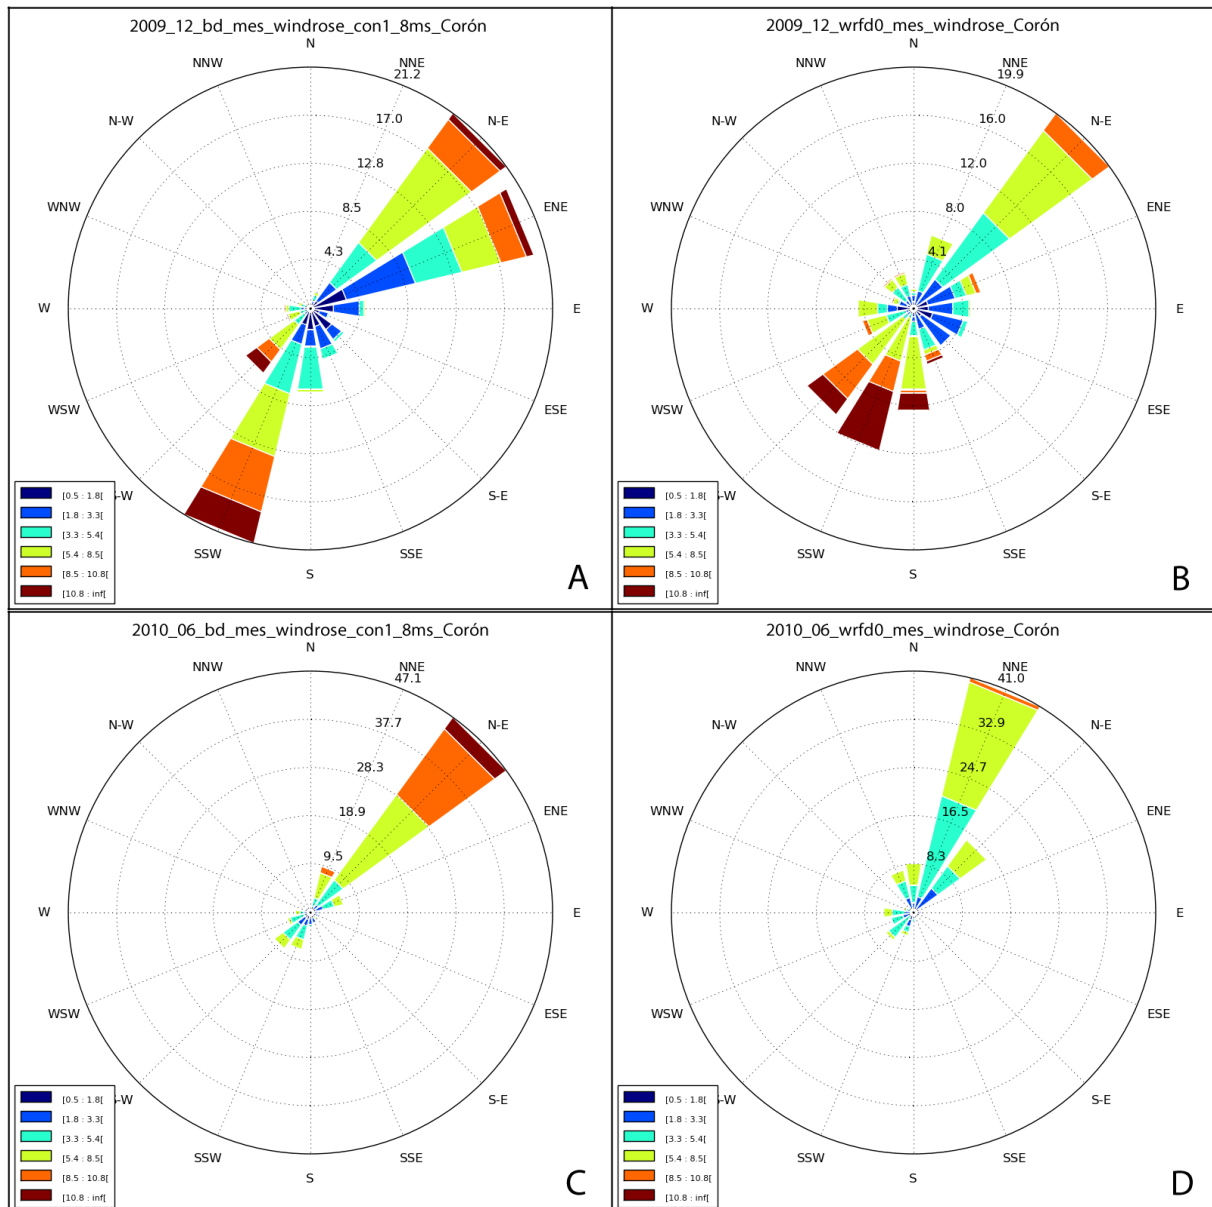 2009_12_bd_mes_windrose_con1_8ms_Corón
N
NNE
21.2
NNW
17.0
N-E
N-W
12.8
8.5
ENE
WNW
4.3
W
E
WSW
ESE
-W
S-E
SSW
SSE
S
[0.5 : 1.8[
[1.8 : 3.3[
[3.3 : 5.4[
[5.4 : 8.5[
[8.5 : 10.8[
[10.8 : inf[
A
2009_12_wrfd0_mes_windrose_Corón
N
NNE
19.9
NNW
16.0
N-E
N-W
12.0
8.0
ENE
WNW
4.1
W
E
WSW
ESE
-W
S-E
SSW
SSE
S
[0.5 : 1.8[
[1.8 : 3.3[
[3.3 : 5.4[
[5.4 : 8.5[
[8.5 : 10.8[
[10.8 : inf[
B
2010_06_bd_mes_windrose_con1_8ms_Corón
N
NNE
47.1
NNW
37.7
N-E
N-W
28.3
18.9
ENE
WNW
9.5
W
E
WSW
ESE
-W
S-E
SSW
SSE
S
[0.5 : 1.8[
[1.8 : 3.3[
[3.3 : 5.4[
[5.4 : 8.5[
[8.5 : 10.8[
[10.8 : inf[
C
2010_06_wrfd0_mes_windrose_Corón
N
NNE
41.0
NNW
32.9
N-E
N-W
24.7
16.5
ENE
WNW
8.3
W
E
WSW
ESE
-W
S-E
SSW
SSE
S
[0.5 : 1.8[
[1.8 : 3.3[
[3.3 : 5.4[
[5.4 : 8.5[
[8.5 : 10.8[
[10.8 : inf[
D